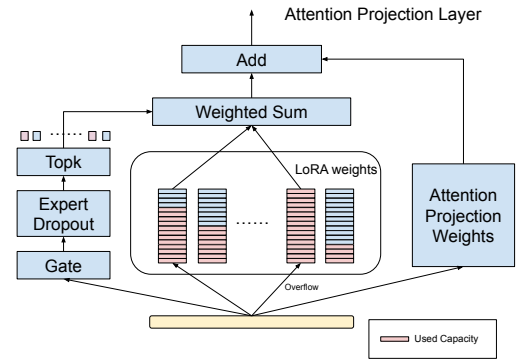 Attention Projection Layer
Add
Weighted Sum
Topk
LoRA weights
Expert
Dropout
Attention
Projection
Weights
Gate
Overflow
Used Capacity